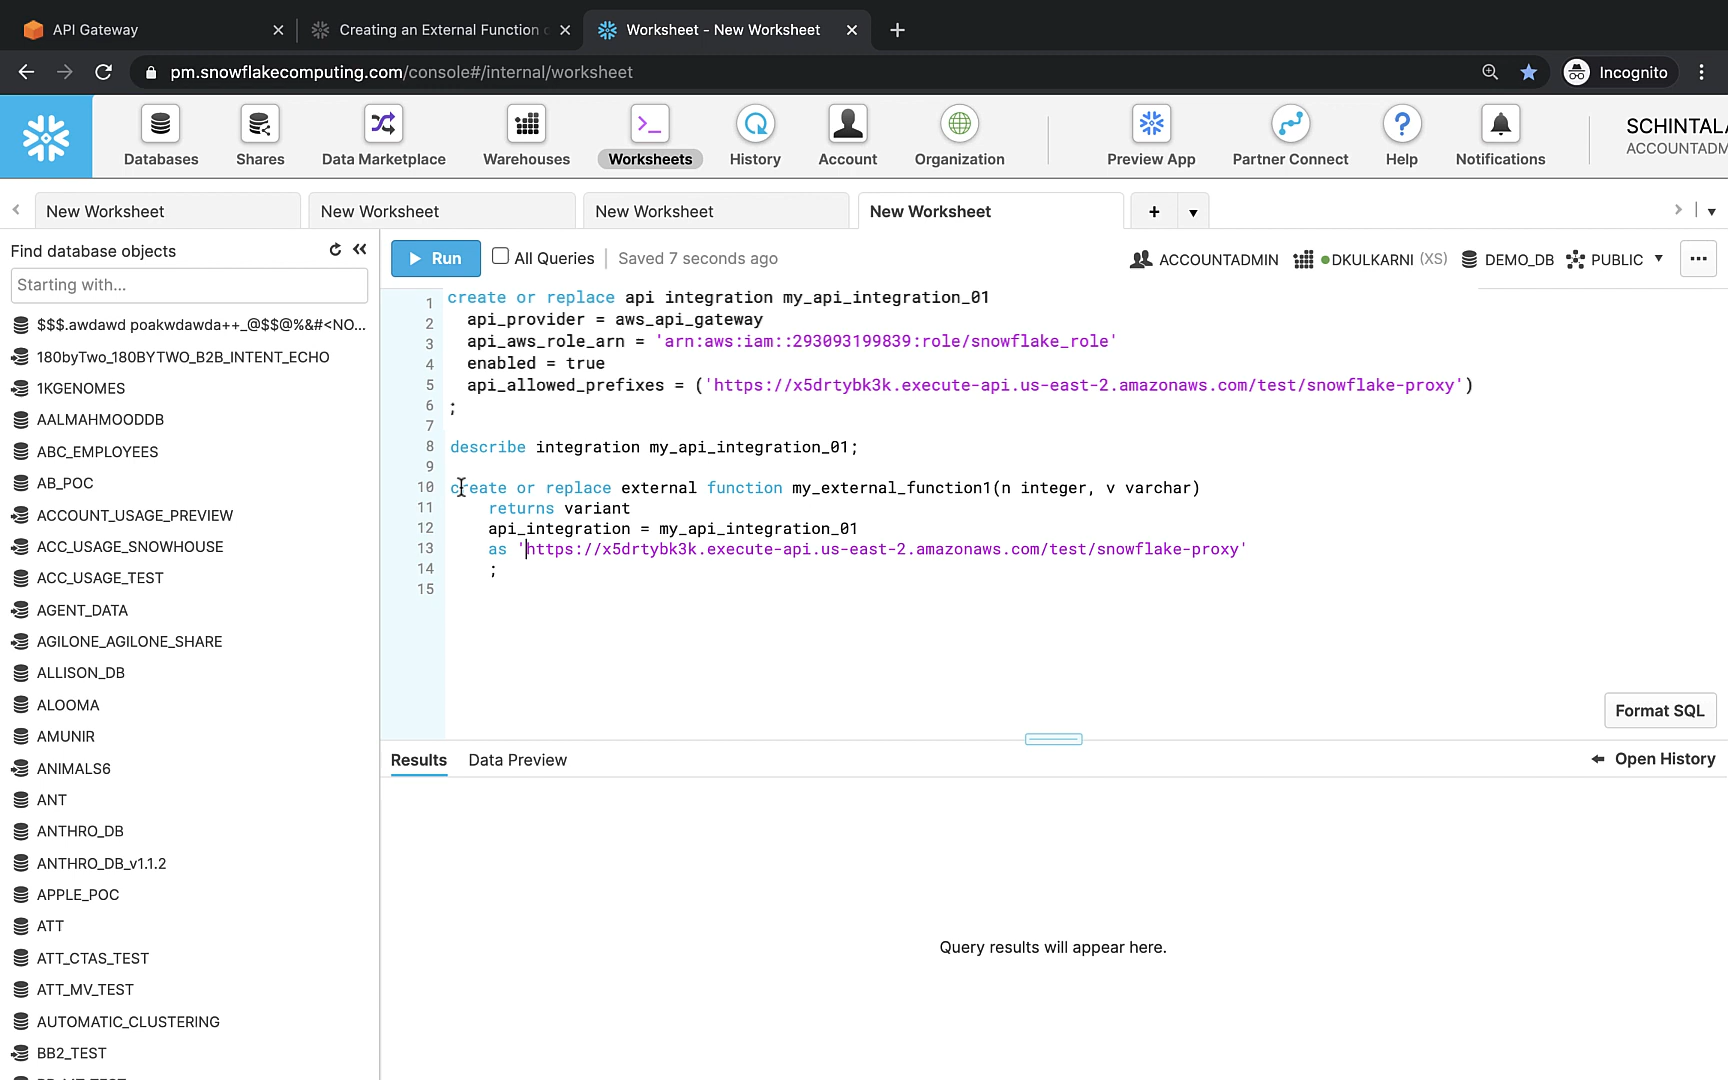 API Gateway
Creating an External Function
Worksheet - New Worksheet
pm.snowflakecomputing.com/console#/internal/worksheet
Incognito
Databases
Shares
Data Marketplace
Warehouses
Worksheets
History
Account
Organization
Preview App
Partner Connect
Help
Notifications
SCHINTAL
ACCOUNTADM
New Worksheet
New Worksheet
New Worksheet
New Worksheet
+
Find database objects
Starting with...
Run
All Queries
Saved 7 seconds ago
ACCOUNTADMIN
DKULKARNI (XS)
DEMO_DB
PUBLIC
1 create or replace api integration my_api_integration_01
2 api_provider = aws_api_gateway
3 api_aws_role_arn = 'arn:aws:iam::293093199839:role/snowflake_role'
4 enabled = true
5 api_allowed_prefixes = ('https://x5drtybk3k.execute-api.us-east-2.amazonaws.com/test/snowflake-proxy')
6 ;
7
8 describe integration my_api_integration_01;
9
10 create or replace external function my_external_function1(n integer, v varchar)
11 returns variant
12 api_integration = my_api_integration_01
13 as 'https://x5drtybk3k.execute-api.us-east-2.amazonaws.com/test/snowflake-proxy'
14 ;
15
Format SQL
Results
Data Preview
Open History
Query results will appear here.
$$$.awdawd poakwdawda++_@$$@%&#<NO...
180byTwo_180BYTWO_B2B_INTENT_ECHO
1KGENOMES
AALMAHMOODDB
ABC_EMPLOYEES
AB_POC
ACCOUNT_USAGE_PREVIEW
ACC_USAGE_SNOWHOUSE
ACC_USAGE_TEST
AGENT_DATA
AGILONE_AGILONE_SHARE
ALLISON_DB
ALOOMA
AMUNIR
ANIMALS6
ANT
ANTHRO_DB
ANTHRO_DB_v1.1.2
APPLE_POC
ATT
ATT_CTAS_TEST
ATT_MV_TEST
AUTOMATIC_CLUSTERING
BB2_TEST